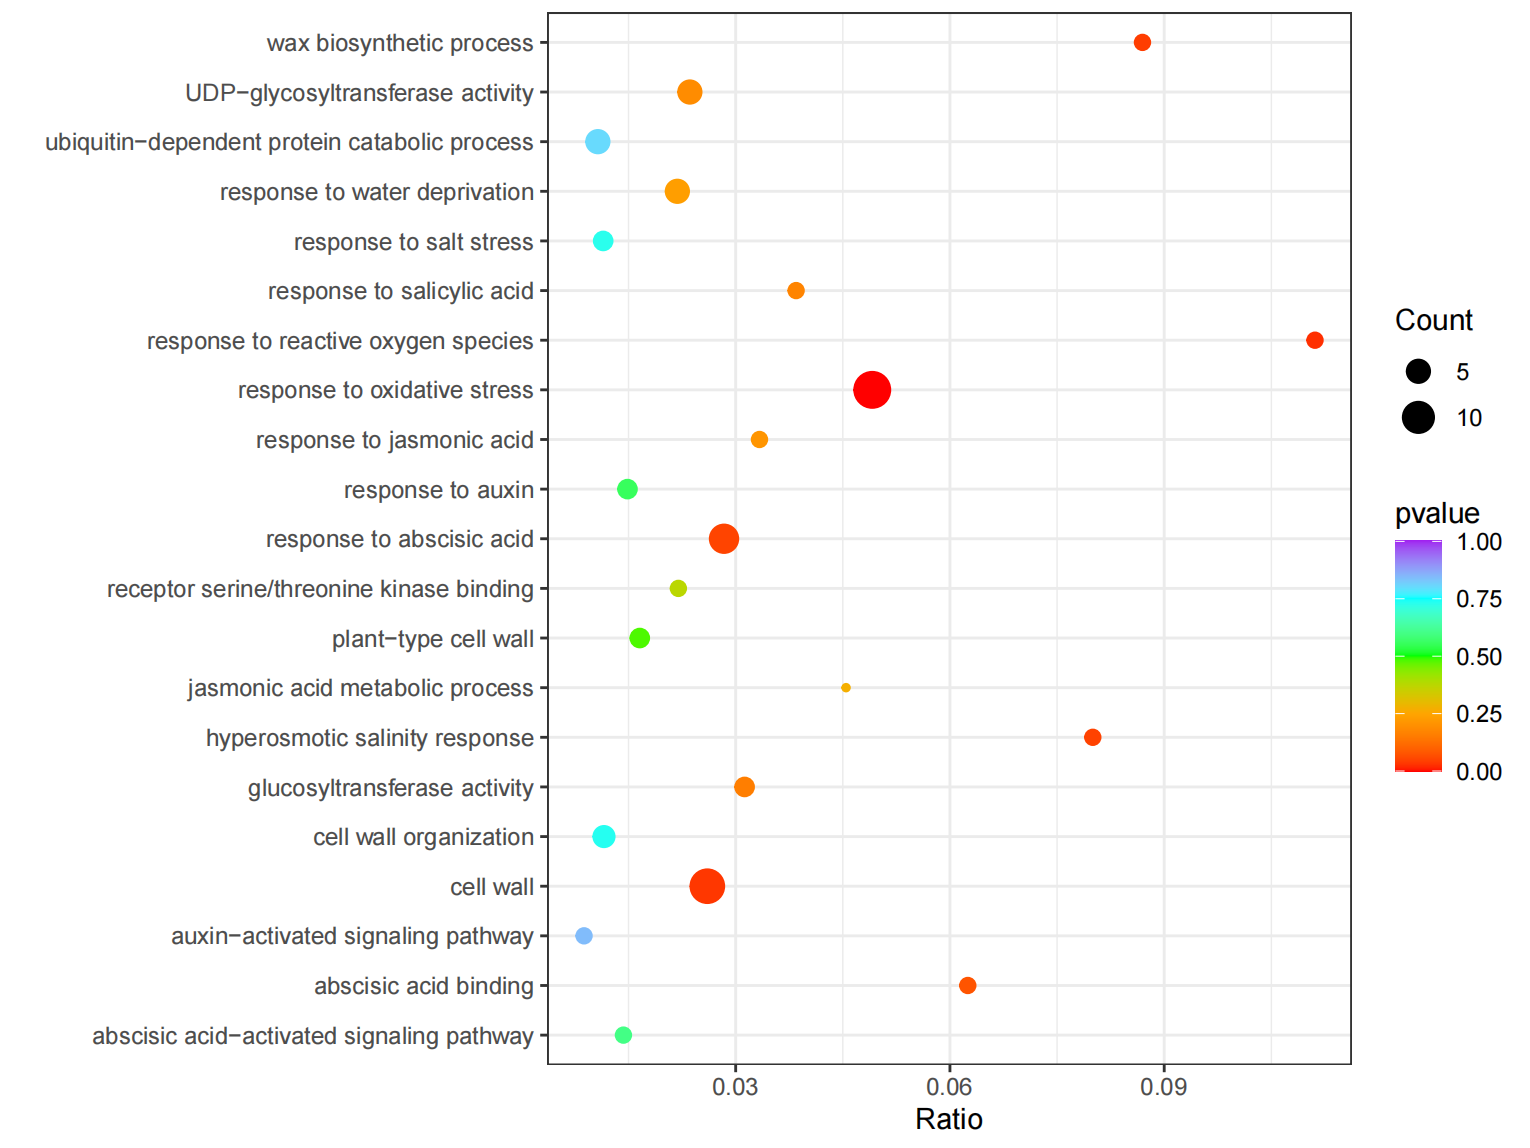 wax biosynthetic process
UDP−glycosyltransferase activity
ubiquitin−dependent protein catabolic process
response to water deprivation
response to salt stress
response to salicylic acid
response to reactive oxygen species
response to oxidative stress
response to jasmonic acid
response to auxin
response to abscisic acid
receptor serine/threonine kinase binding
plant−type cell wall
jasmonic acid metabolic process
hyperosmotic salinity response
glucosyltransferase activity
cell wall organization
cell wall
auxin−activated signaling pathway
abscisic acid binding
abscisic acid−activated signaling pathway
0.03 0.06 0.09
Ratio
Count
5
10
pvalue
1.00
0.75
0.50
0.25
0.00